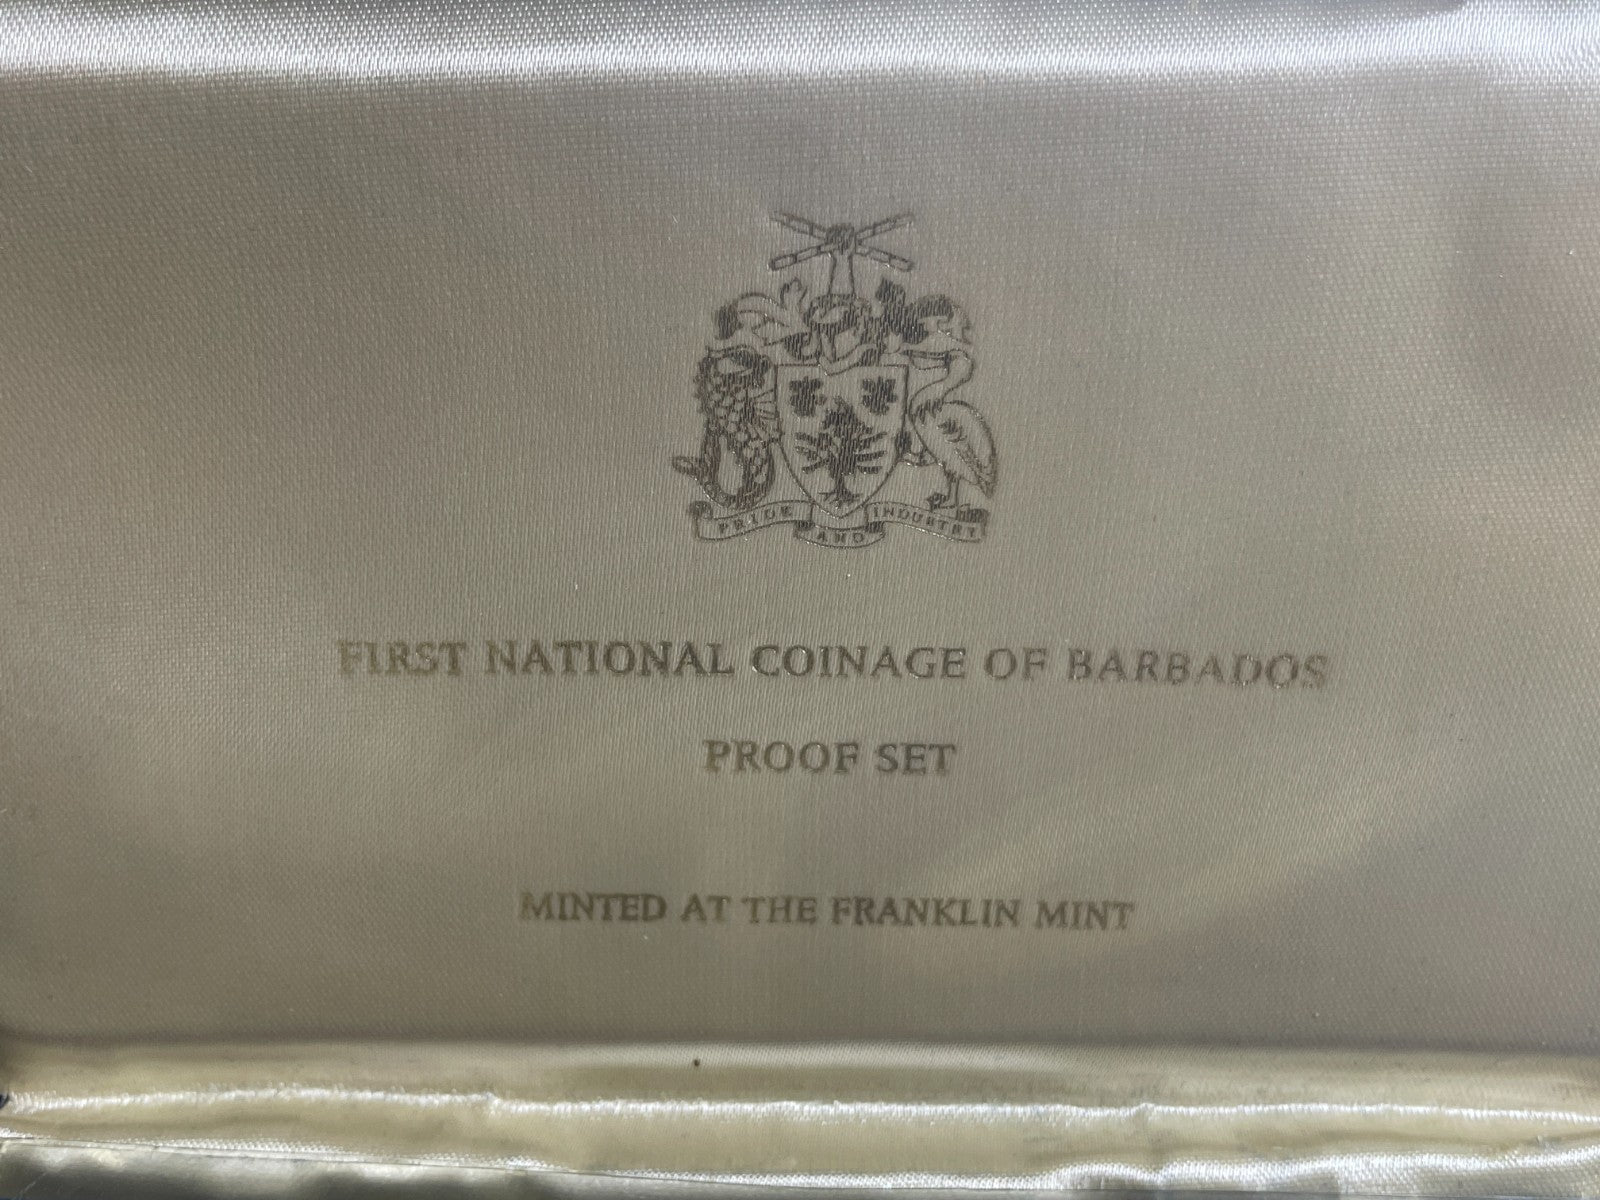 PRIDE AND INDUSTRY
FIRST NATIONAL COINAGE OF BARBADOS
PROOF SET
MINTED AT THE FRANKLIN MINT